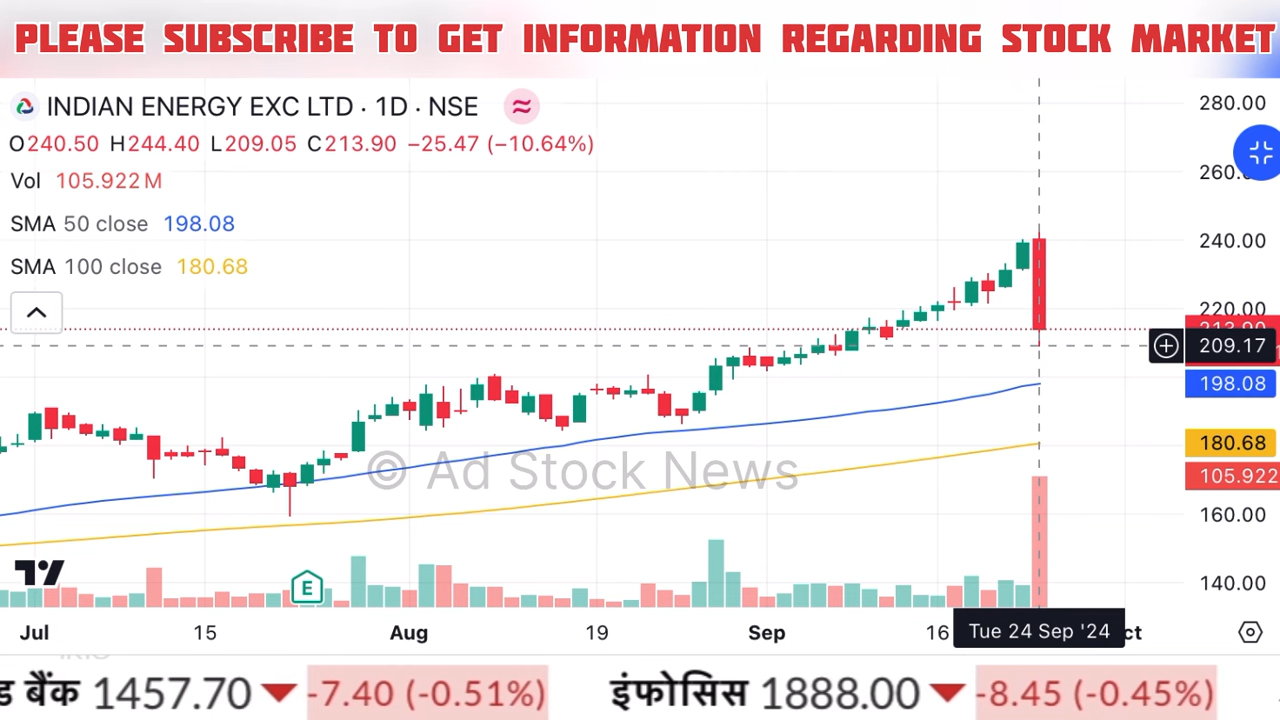 PLEASE SUBSCRIBE TO GET INFORMATION REGARDING STOCK MARKET
INDIAN ENERGY EXC LTD · 1D · NSE ≈
O240.50 H244.40 L209.05 C213.90 −25.47 (−10.64%)
Vol 105.922 M
SMA 50 close 198.08
SMA 100 close 180.68
280.00
260.
240.00
220.00
213.90
209.17
198.08
180.68
105.922
160.00
140.00
© Ad Stock News
E
Jul 15 Aug 19 Sep 16 Tue 24 Sep '24 ct
ड बैंक 1457.70 -7.40 (-0.51%) इंफोसिस 1888.00 -8.45 (-0.45%)